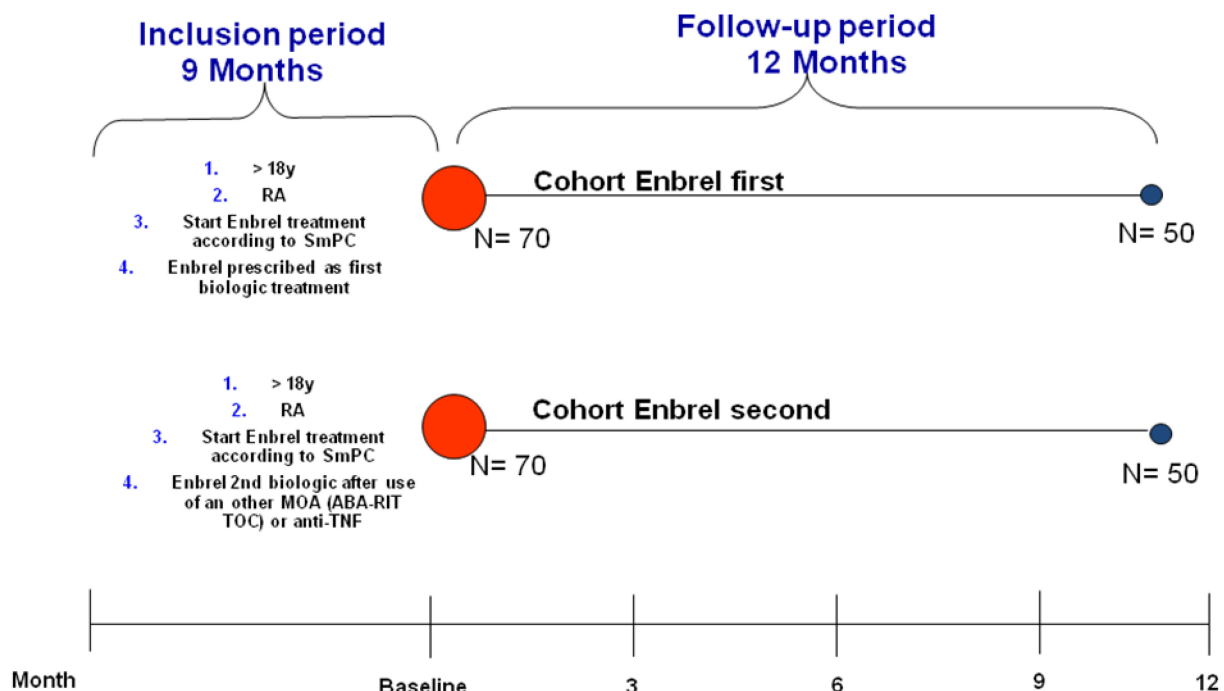 Inclusion period
9 Months
Follow-up period
12 Months
1. > 18y
2. RA
3. Start Enbrel treatment
according to SmPC
4. Enbrel prescribed as first
biologic treatment
Cohort Enbrel first
N= 70
N= 50
1. > 18y
2. RA
3. Start Enbrel treatment
according to SmPC
4. Enbrel 2nd biologic after use
of an other MOA (ABA-RIT
TOC) or anti-TNF
Cohort Enbrel second
N= 70
N= 50
Month Baseline 3 6 9 12